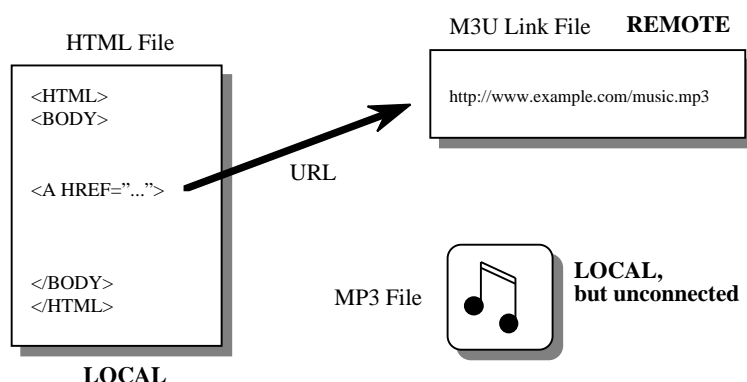 HTML File
<HTML>
<BODY>
<A HREF=”...”>
</BODY>
</HTML>
LOCAL
URL
M3U Link File REMOTE
http://www.example.com/music.mp3
MP3 File
LOCAL,
but unconnected